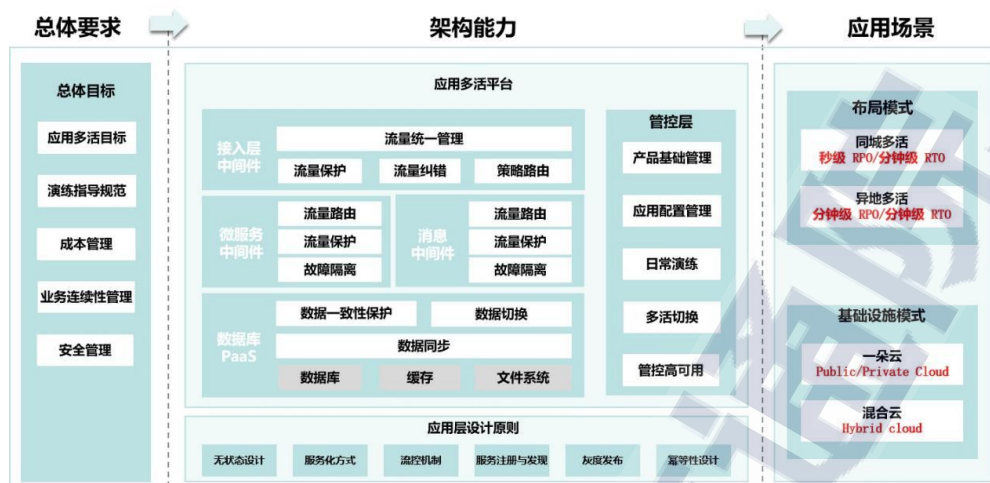 总体要求
架构能力
应用场景
总体目标
应用多活目标
演练指导规范
成本管理
业务连续性管理
安全管理
应用多活平台
接入层
中间件
流量统一管理
流量保护
流量纠错
策略路由
微服务
中间件
流量路由
流量保护
故障隔离
消息
中间件
流量路由
流量保护
故障隔离
数据库
PaaS
数据一致性保护
数据切换
数据同步
数据库
缓存
文件系统
管控层
产品基础管理
应用配置管理
日常演练
多活切换
管控高可用
应用层设计原则
无状态设计
服务化方式
流控机制
服务注册与发现
灰度发布
幂等性设计
布局模式
同城多活
秒级 RPO/分钟级 RTO
异地多活
分钟级 RPO/分钟级 RTO
基础设施模式
一朵云
Public/Private Cloud
混合云
Hybrid cloud